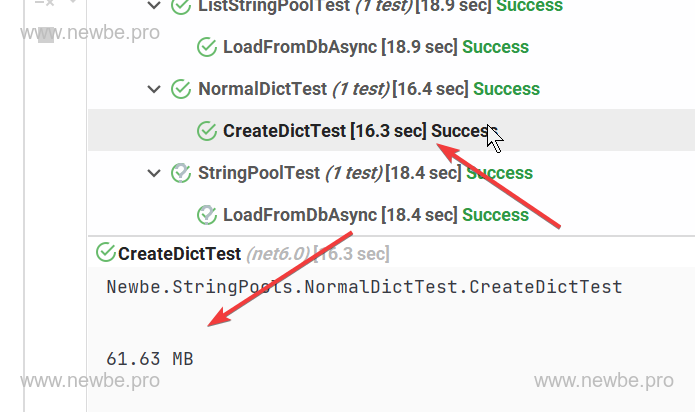 ListStringPoolTest (1 test) [18.9 sec] Success
www.newbe.pro
LoadFromDbAsync [18.9 sec] Success
NormalDictTest (1 test) [16.4 sec] Success
CreateDictTest [16.3 sec] Success
StringPoolTest (1 test) [18.4 sec] Success
LoadFromDbAsync [18.4 sec] Success
CreateDictTest (net6.0) [16.3 sec]
Newbe.StringPools.NormalDictTest.CreateDictTest
61.63 MB
www.newbe.pro
www.newbe.pro